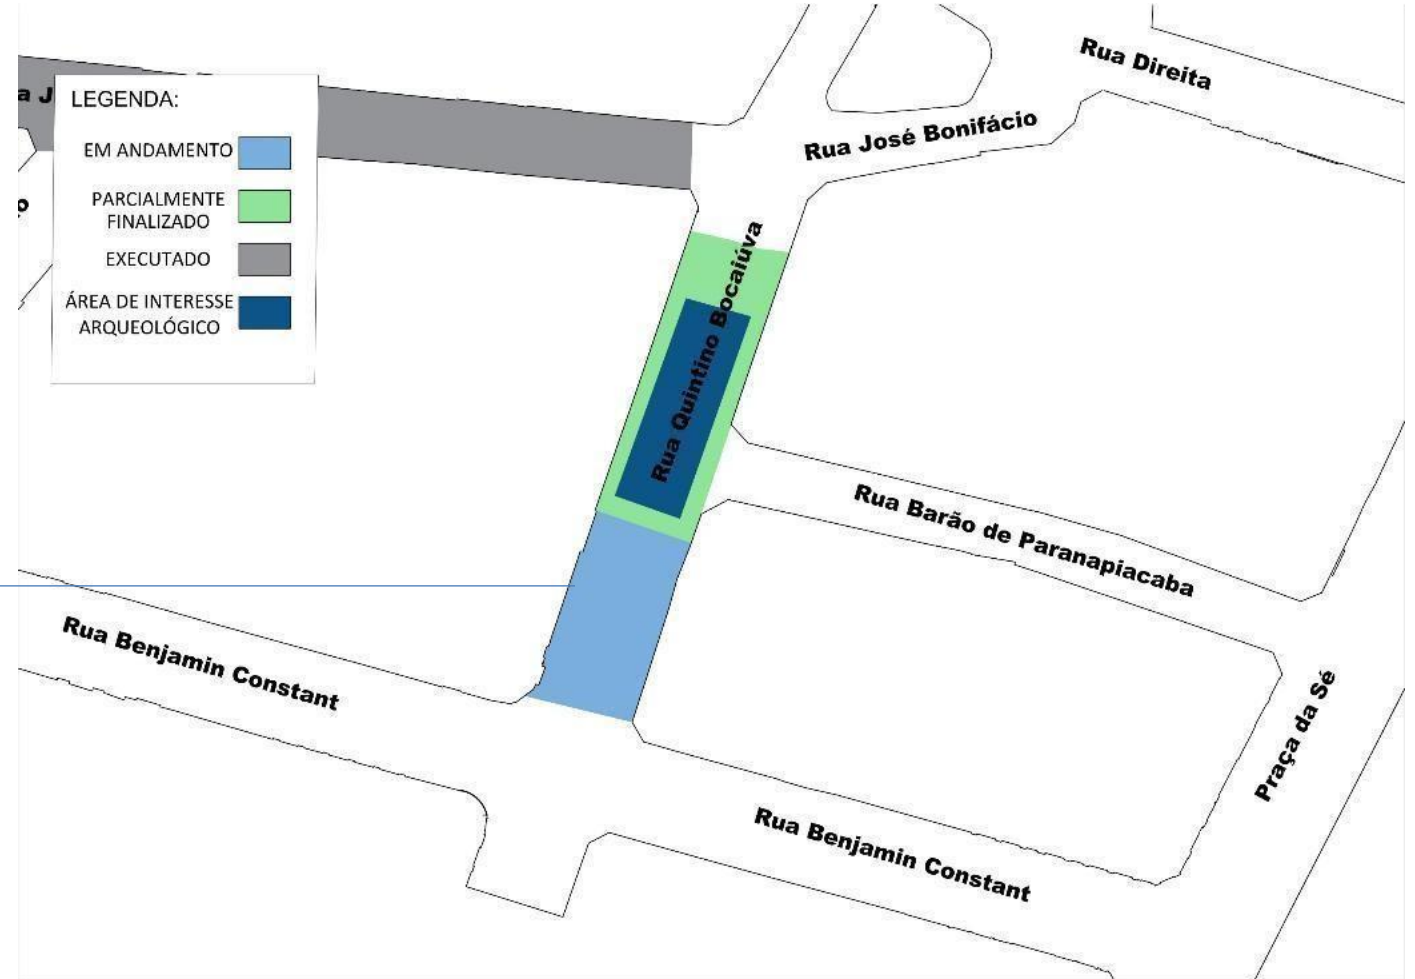 Rua Direita
a J
LEGENDA:
Rua José Bonifácio
EM ANDAMENTO
PARCIALMENTE
FINALIZADO
EXECUTADO
ÁREA DE INTERESSE
ARQUEOLÓGICO
Rua Quintino Bocaiúva
Rua Barão de Paranapiacaba
Rua Benjamin Constant
Praça da Sé
Rua Benjamin Constant